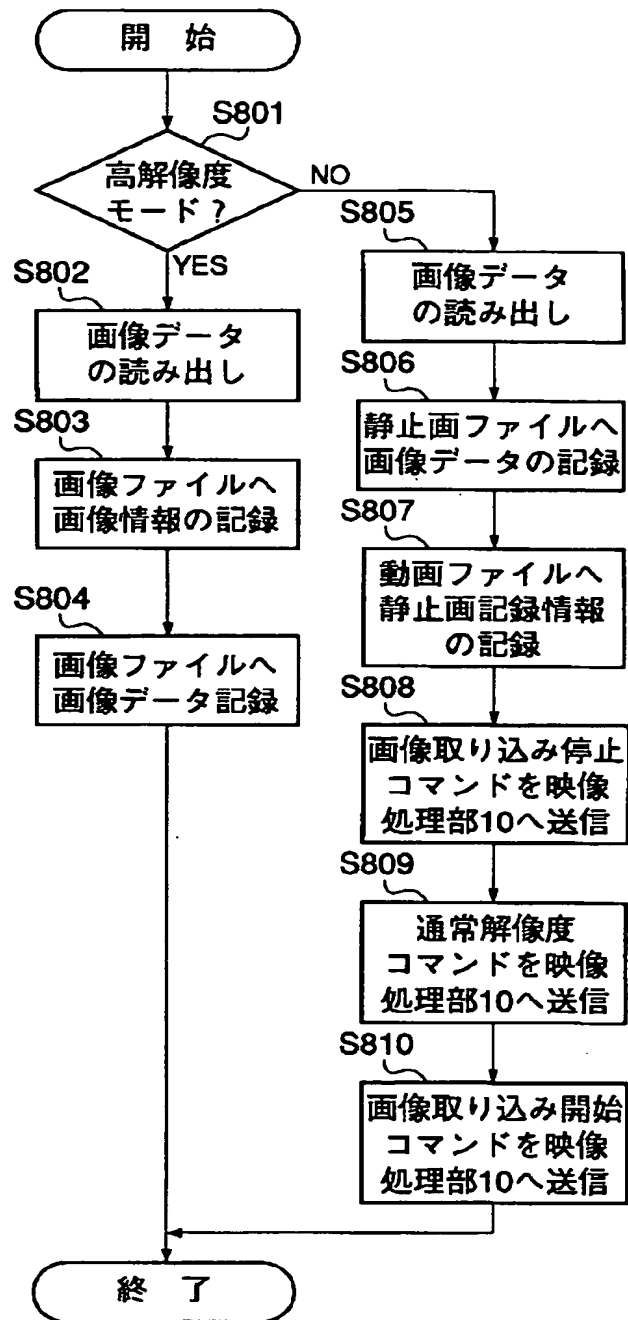 開 始
S801
高解像度
モード?
NO
YES
S802
画像データ
の読み出し
S803
画像ファイルへ
画像情報の記録
S804
画像ファイルへ
画像データ記録
S805
画像データ
の読み出し
S806
静止画ファイルへ
画像データの記録
S807
動画ファイルへ
静止画記録情報
の記録
S808
画像取り込み停止
コマンドを映像
処理部10へ送信
S809
通常解像度
コマンドを映像
処理部10へ送信
S810
画像取り込み開始
コマンドを映像
処理部10へ送信
終 了